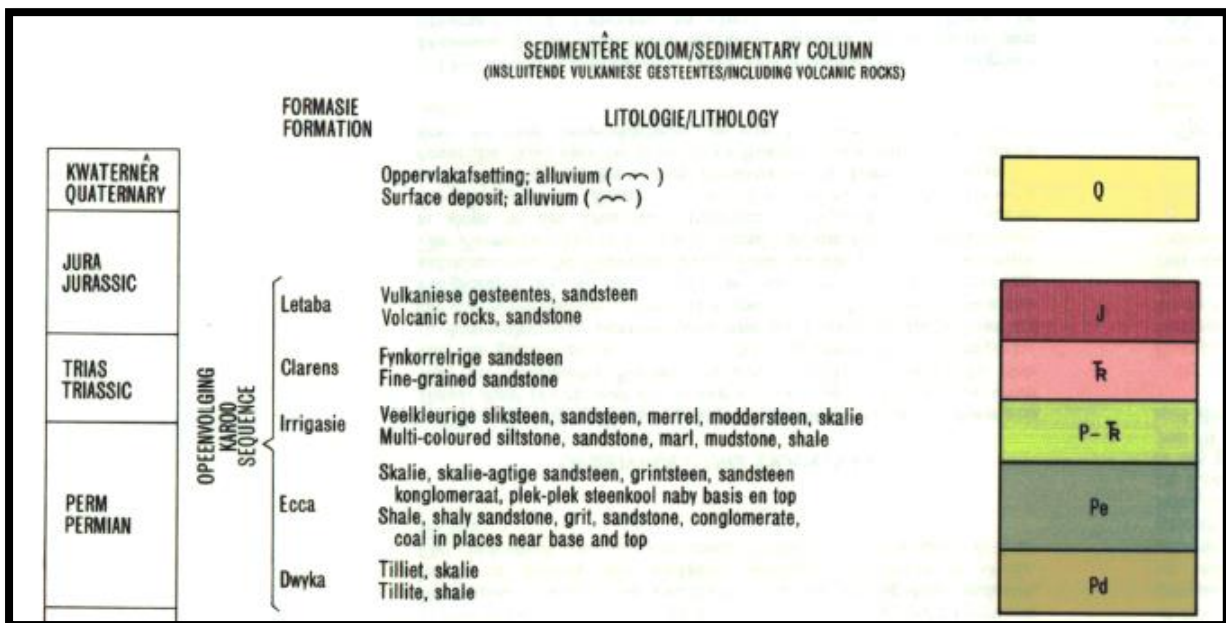 SEDIMENTÊRE KOLOM/SEDIMENTARY COLUMN
(INSLUITENDE VULKANIESE GESTEENTES/INCLUDING VOLCANIC ROCKS)
FORMASIE
FORMATION
LITOLOGIE/LITHOLOGY
KWATERNÊR
QUATERNARY
Oppervlakafsetting; alluvium ( )
Surface deposit; alluvium ( )
Q
JURA
JURASSIC
OPEENVOLGING
KAROO
SEQUENCE
Letaba
Vulkaniese gesteentes, sandsteen
Volcanic rocks, sandstone
J
TRIAS
TRIASSIC
Clarens
Fynkorrelrige sandsteen
Fine-grained sandstone
TR
Irrigasie
Veelkleurige sliksteen, sandsteen, merrel, moddersteen, skalie
Multi-coloured siltstone, sandstone, marl, mudstone, shale
P– TR
PERM
PERMIAN
Ecca
Skalie, skalie-agtige sandsteen, grintsteen, sandsteen
konglomeraat, plek-plek steenkool naby basis en top
Shale, shaly sandstone, grit, sandstone, conglomerate,
coal in places near base and top
Pe
Dwyka
Tilliet, skalie
Tillite, shale
Pd